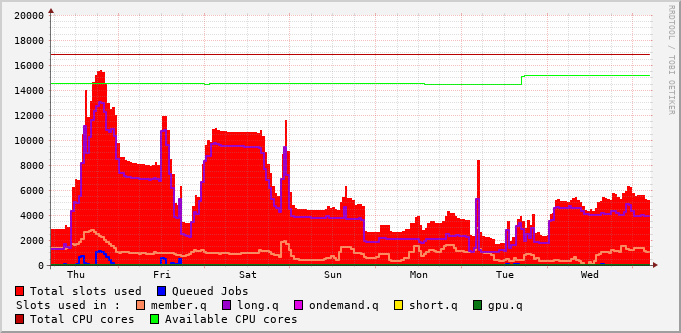 20000
18000
16000
14000
12000
10000
8000
6000
4000
2000
0
Thu Fri Sat Sun Mon Tue Wed
RRDTOOL / TOBI OETIKER
Total slots used Queued Jobs
Slots used in : member.q long.q ondemand.q short.q gpu.q
Total CPU cores Available CPU cores